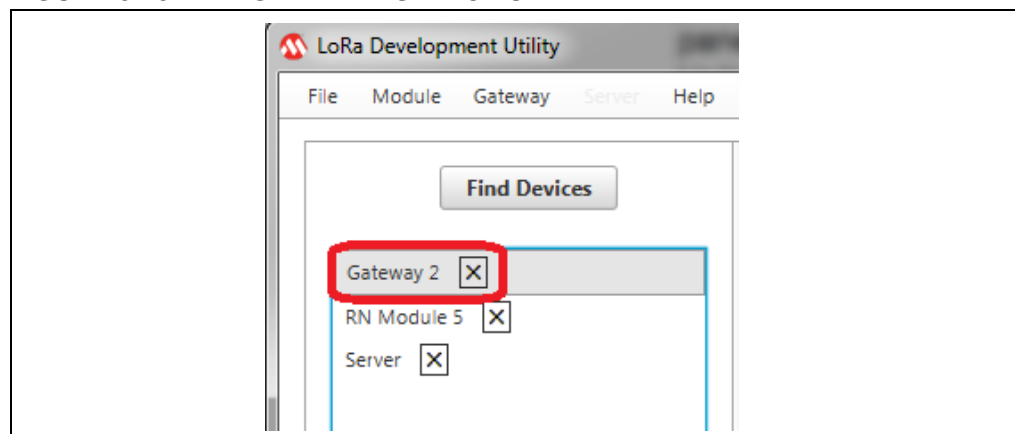 LoRa Development Utility
File Module Gateway Server Help
Find Devices
Gateway 2
RN Module 5
Server